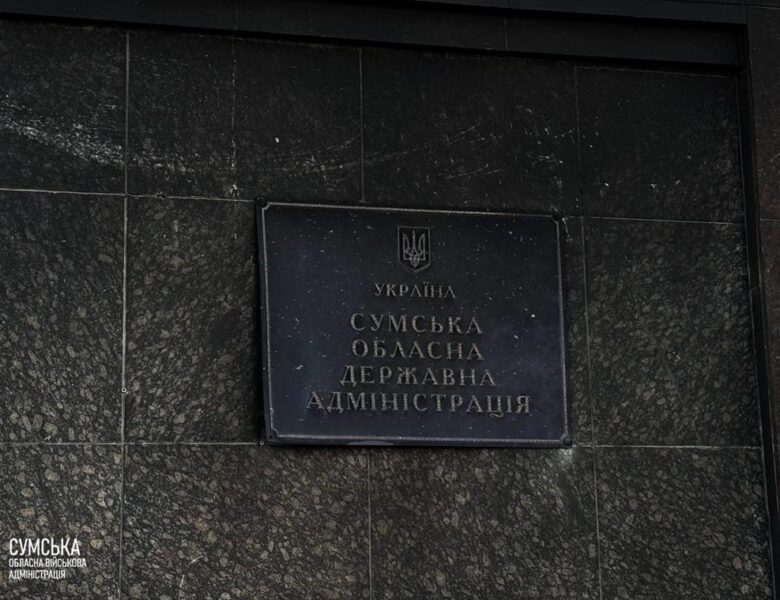 УКРАЇНА
СУМСЬКА
ОБЛАСНА
ДЕРЖАВНА
АДМІНІСТРАЦІЯ
СУМСЬКА
ОБЛАСНА ВІЙСЬКОВА
АДМІНІСТРАЦІЯ